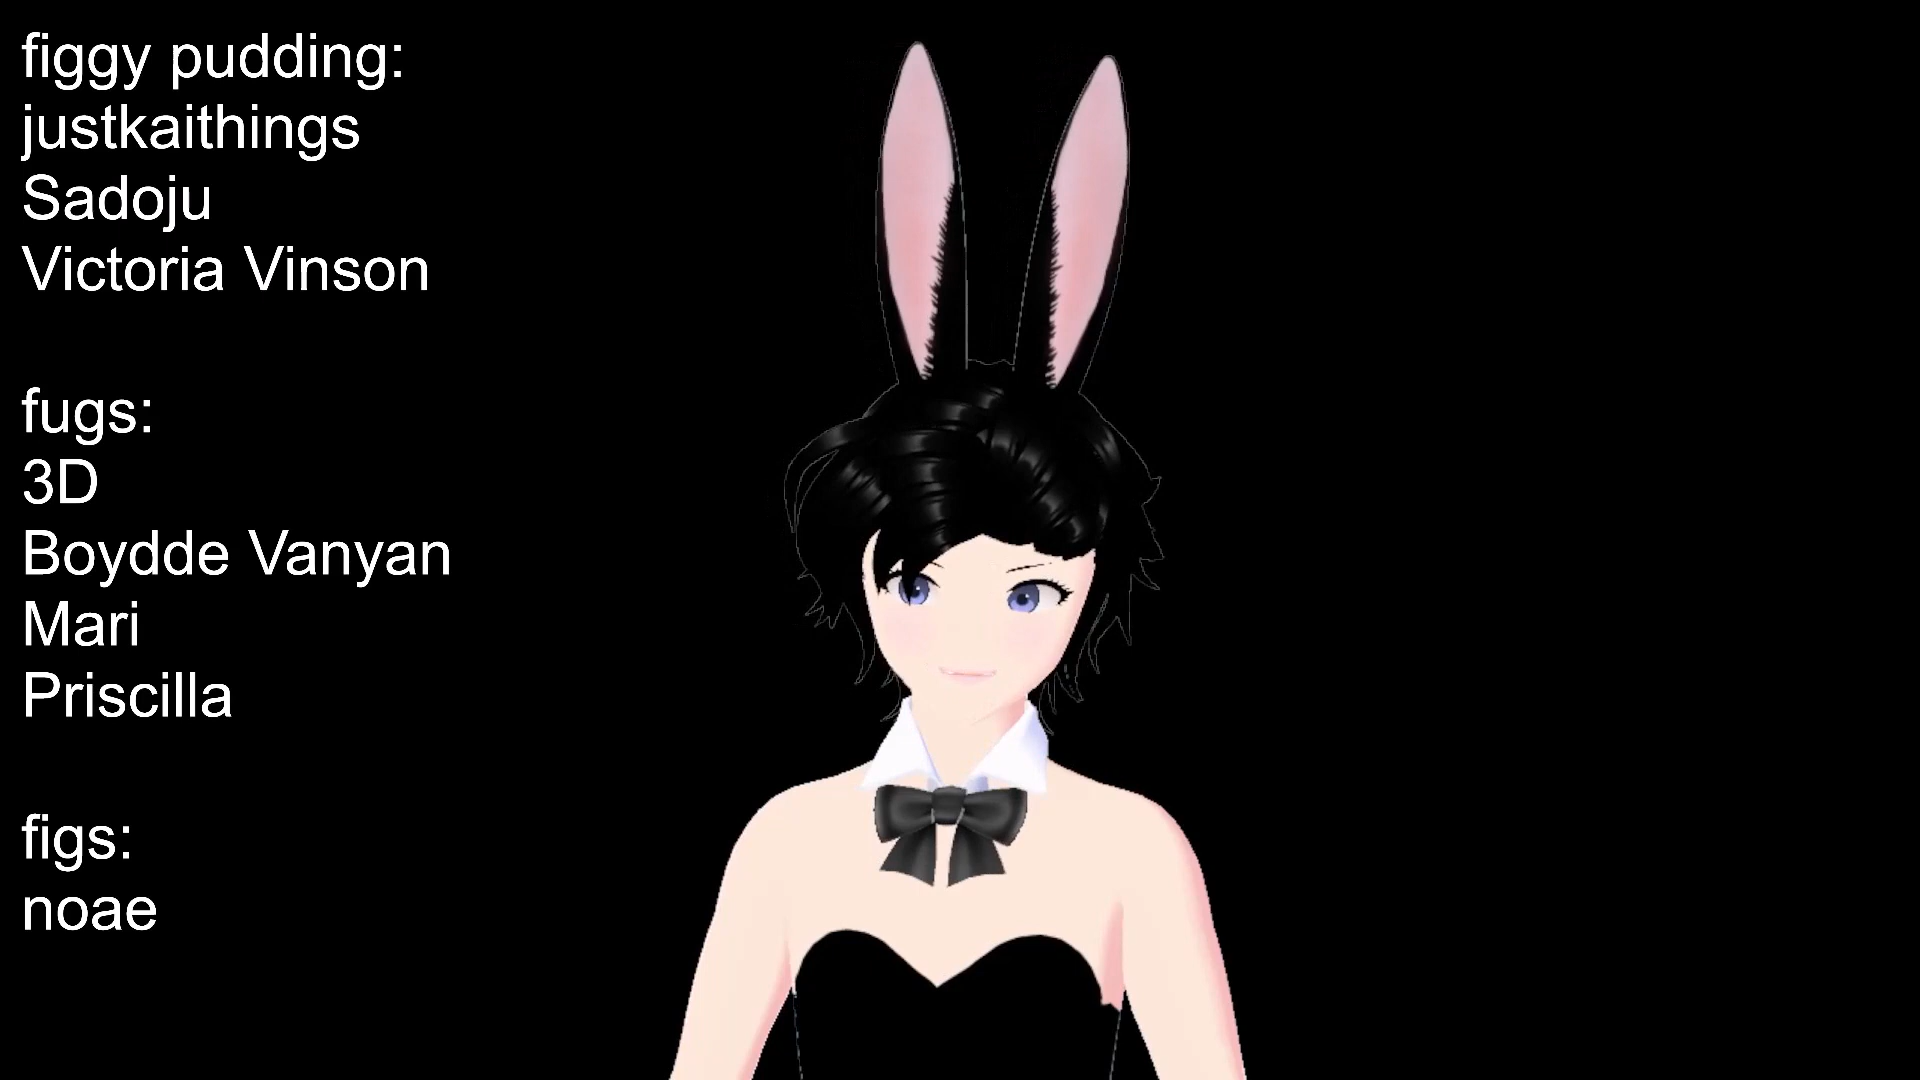 figgy pudding:
justkaithings
Sadoju
Victoria Vinson
fugs:
3D
Boydde Vanyan
Mari
Priscilla
figs:
noae